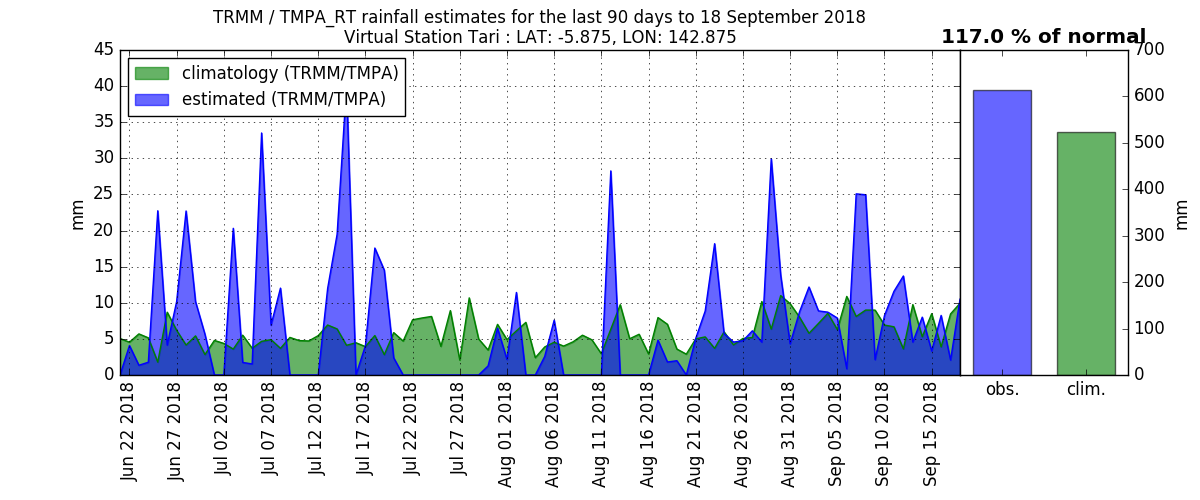 TRMM / TMPA_RT rainfall estimates for the last 90 days to 18 September 2018
Virtual Station Tari : LAT: -5.875, LON: 142.875
117.0 % of normal
climatology (TRMM/TMPA)
estimated (TRMM/TMPA)
mm
45
40
35
30
25
20
15
10
5
0
Jun 22 2018
Jun 27 2018
Jul 02 2018
Jul 07 2018
Jul 12 2018
Jul 17 2018
Jul 22 2018
Jul 27 2018
Aug 01 2018
Aug 06 2018
Aug 11 2018
Aug 16 2018
Aug 21 2018
Aug 26 2018
Aug 31 2018
Sep 05 2018
Sep 10 2018
Sep 15 2018
obs.
clim.
700
600
500
400
300
200
100
0
mm